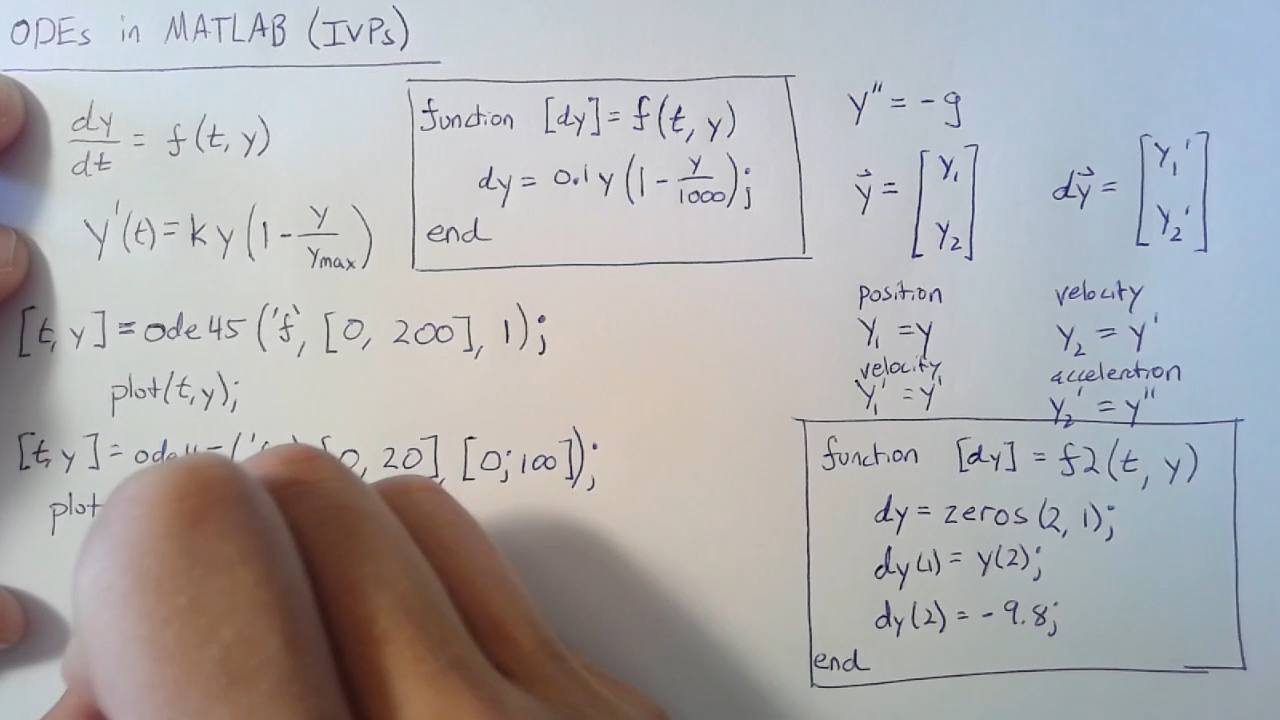 ODEs in MATLAB (IVPs)
dy/dt = f(t, y)
y'(t) = k y (1 - y/ymax)
function [dy] = f(t, y)
dy = 0.1 y (1 - y/1000);
end
[t, y] = ode45 ('f', [0, 200], 1);
plot(t, y);
[t, y] = 0, 20], [0; 100]);
plot
y'' = -g
y⃗ = [y₁ y₂] dy⃗ = [y₁' y₂']
position velocity
y₁ = y y₂ = y'
velocity accelertion
y₁' = y' y₂' = y''
function [dy] = f2(t, y)
dy = zeros(2, 1);
dy(1) = y(2);
dy(2) = -9.8;
end